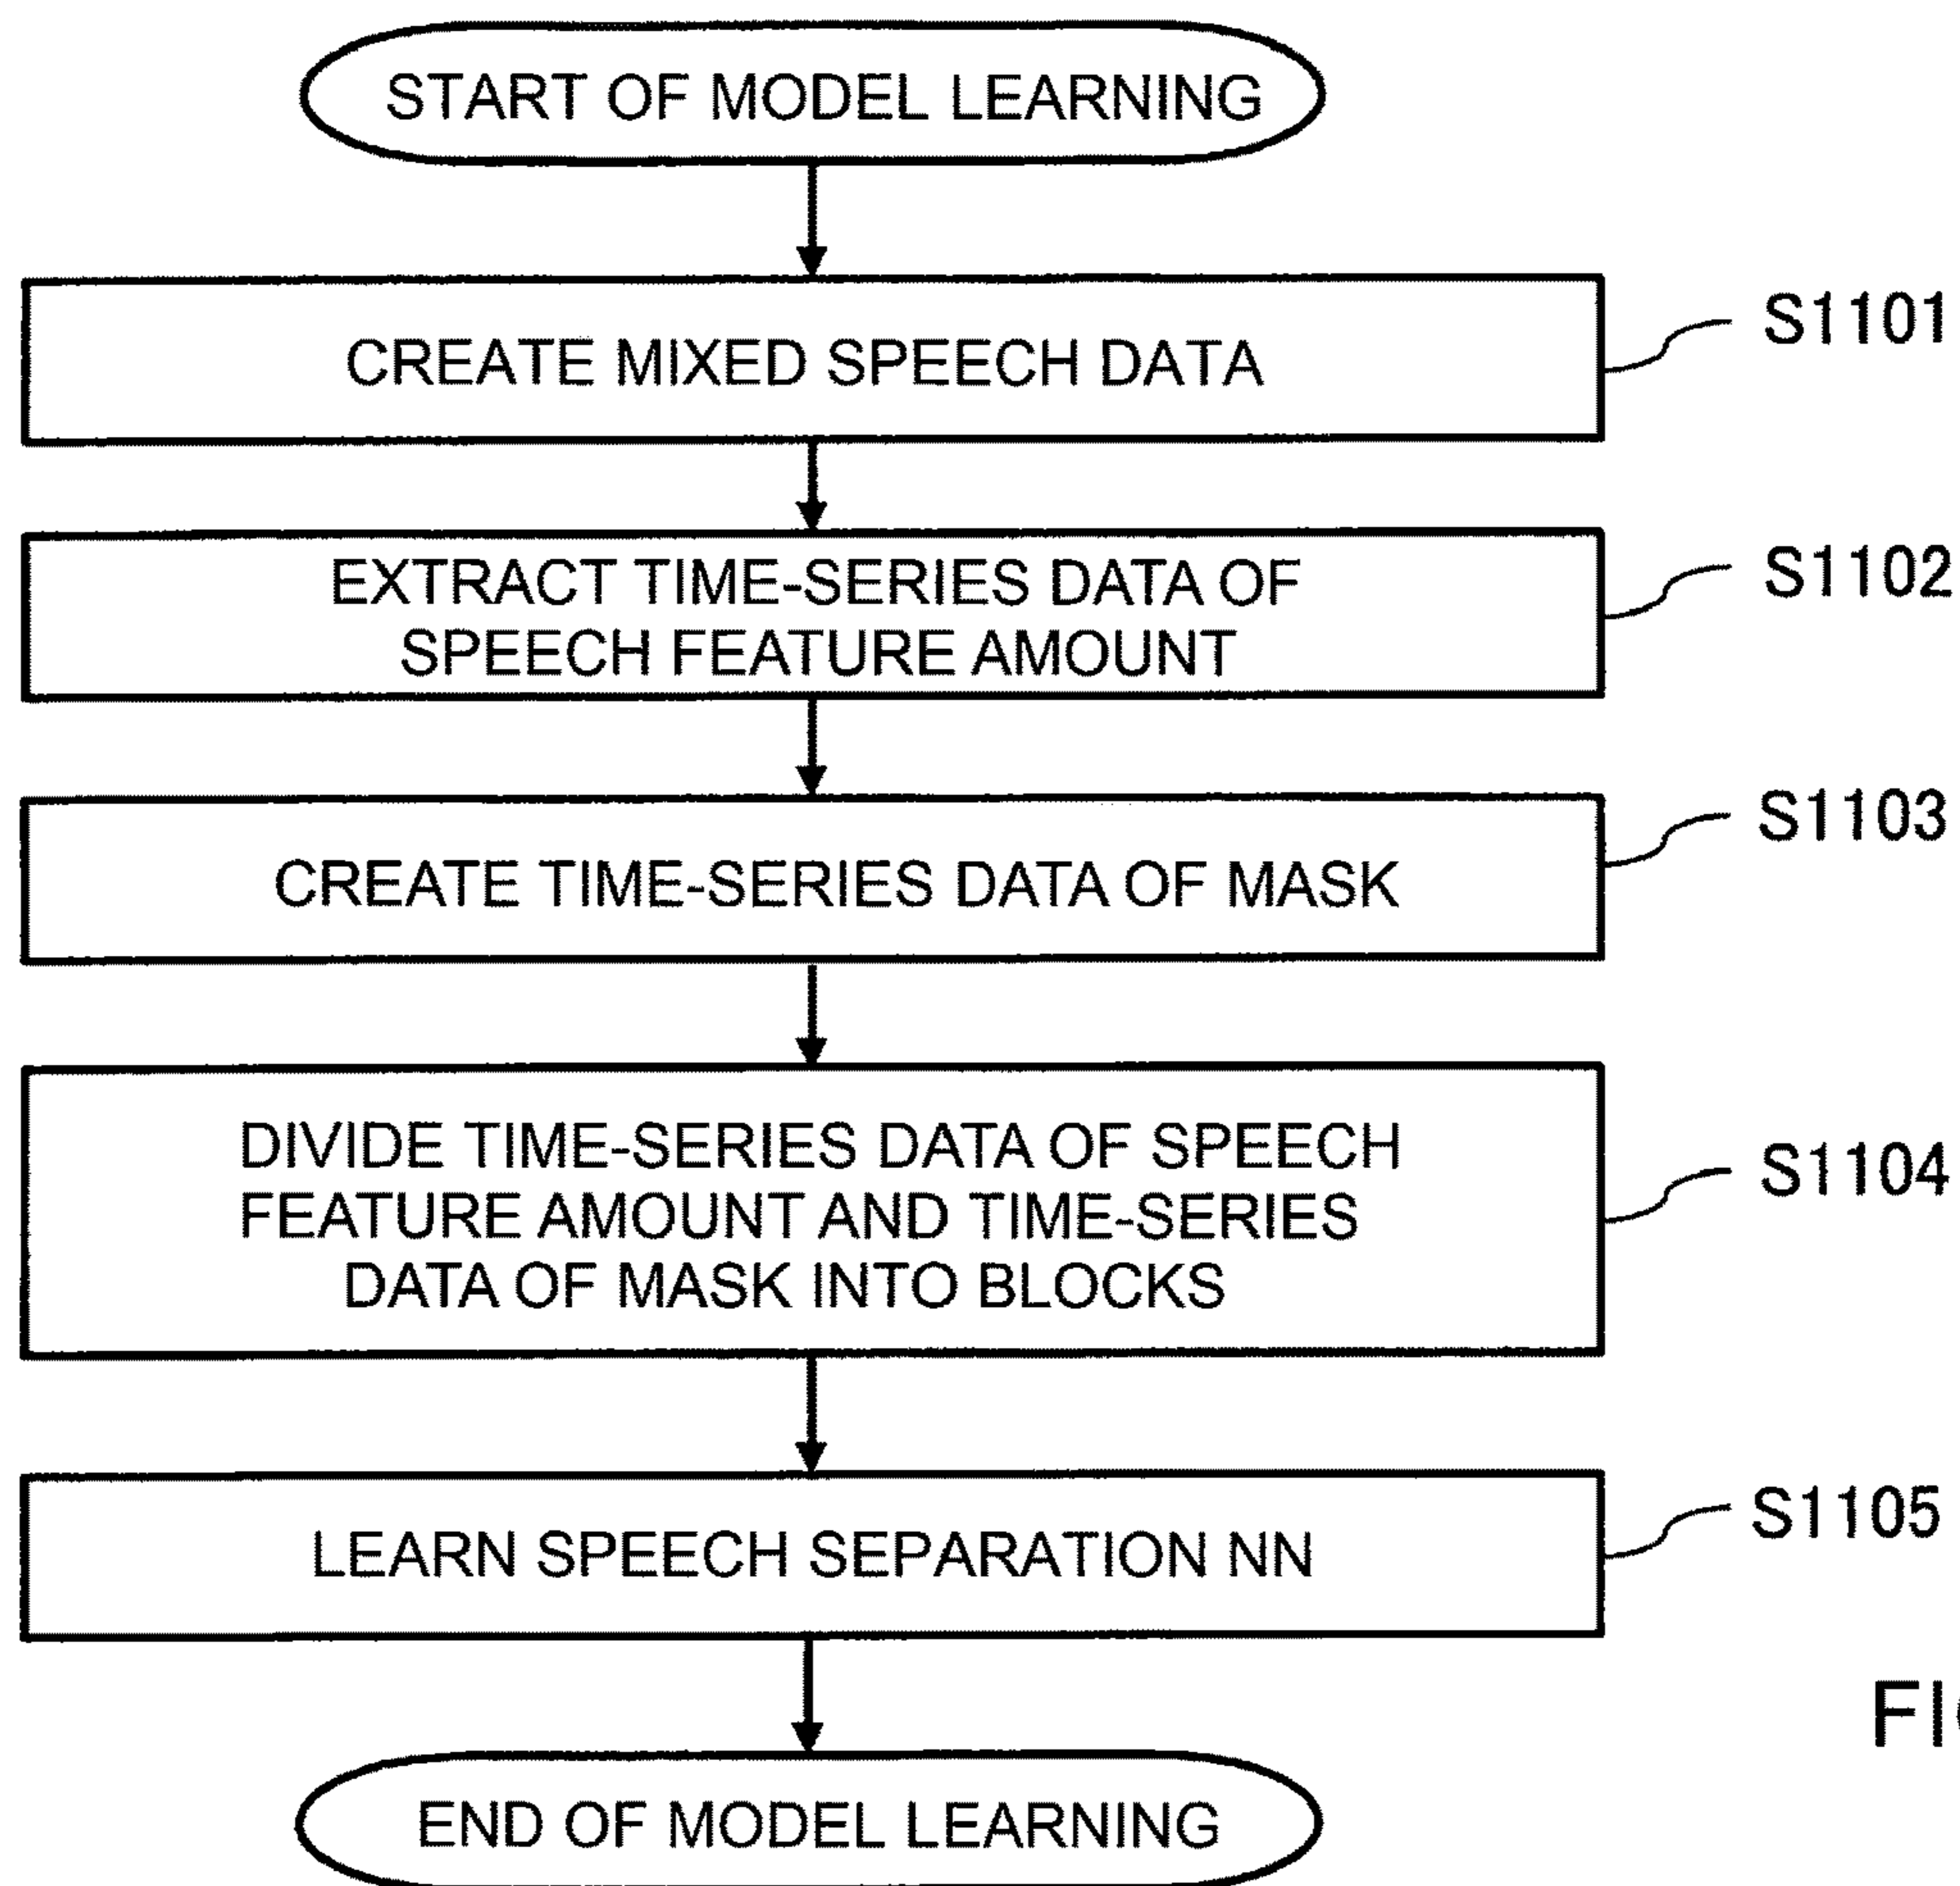 START OF MODEL LEARNING
CREATE MIXED SPEECH DATA
S1101
EXTRACT TIME-SERIES DATA OF
SPEECH FEATURE AMOUNT
S1102
CREATE TIME-SERIES DATA OF MASK
S1103
DIVIDE TIME-SERIES DATA OF SPEECH
FEATURE AMOUNT AND TIME-SERIES
DATA OF MASK INTO BLOCKS
S1104
LEARN SPEECH SEPARATION NN
S1105
END OF MODEL LEARNING